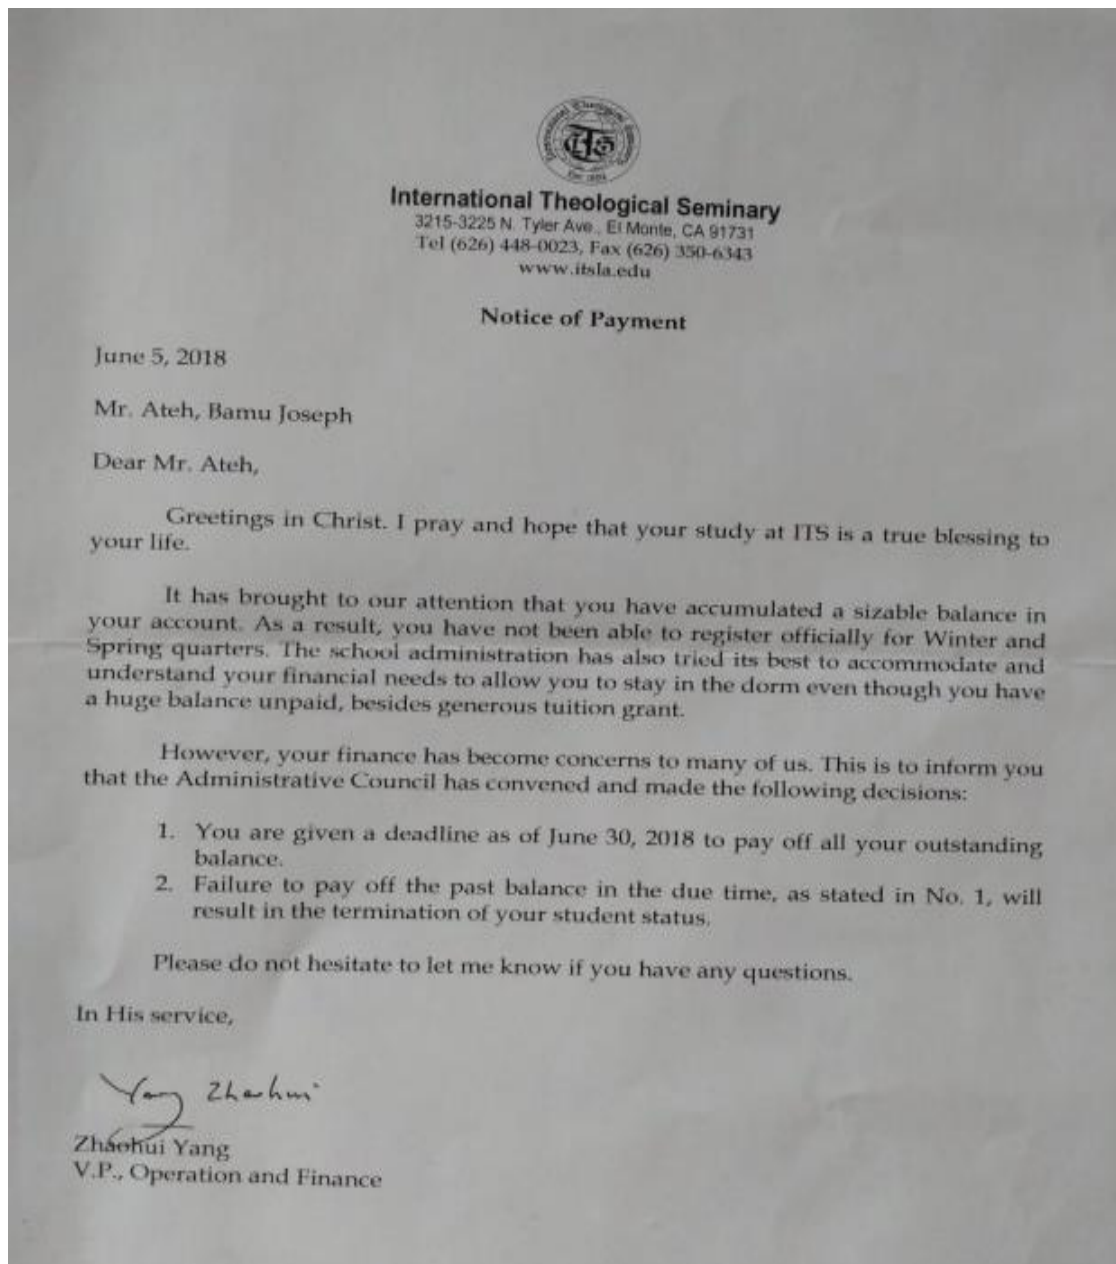 International Theological Seminary
International Theological Seminary
3215-3225 N. Tyler Ave., El Monte, CA 91731
Tel (626) 448-0023, Fax (626) 350-6343
www.itsla.edu
Notice of Payment
June 5, 2018
Mr. Ateh, Bamu Joseph
Dear Mr. Ateh,
Greetings in Christ. I pray and hope that your study at ITS is a true blessing to
your life.
It has brought to our attention that you have accumulated a sizable balance in
your account. As a result, you have not been able to register officially for Winter and
Spring quarters. The school administration has also tried its best to accommodate and
understand your financial needs to allow you to stay in the dorm even though you have
a huge balance unpaid, besides generous tuition grant.
However, your finance has become concerns to many of us. This is to inform you
that the Administrative Council has convened and made the following decisions:
1. You are given a deadline as of June 30, 2018 to pay off all your outstanding
balance.
2. Failure to pay off the past balance in the due time, as stated in No. 1, will
result in the termination of your student status.
Please do not hesitate to let me know if you have any questions.
In His service,
Yang Zhaohui
Zhaohui Yang
V.P., Operation and Finance